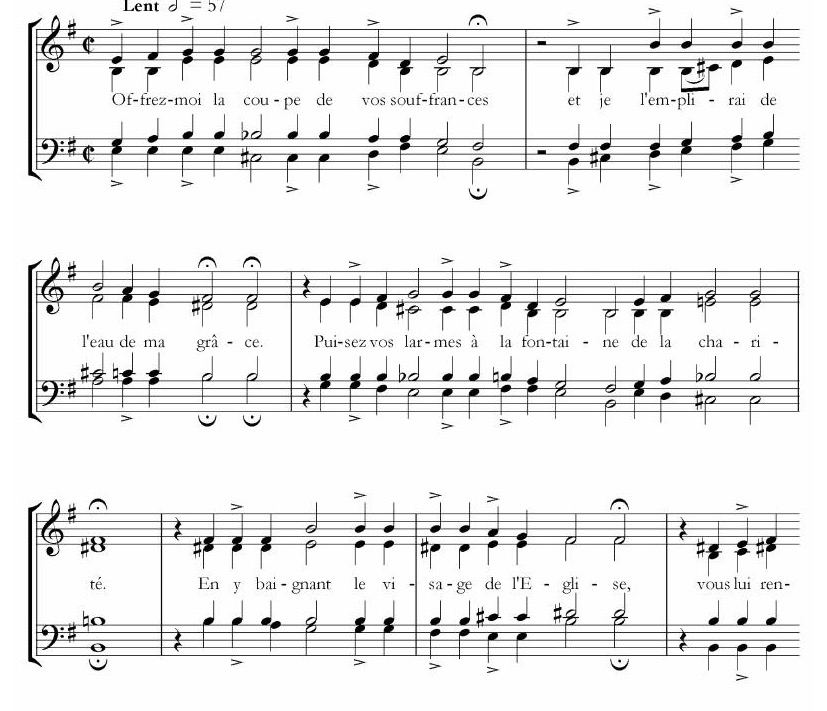 Lent 𝅗𝅥 = 57
Of-frez-moi la cou-pe de vos souf-fran-ces et je l'em-pli-rai de
l'eau de ma grâ-ce. Pui-sez vos lar-mes à la fon-tai-ne de la cha-ri-
té. En y bai-gnant le vi-sa-ge de l'E-gli-se, vous lui ren-